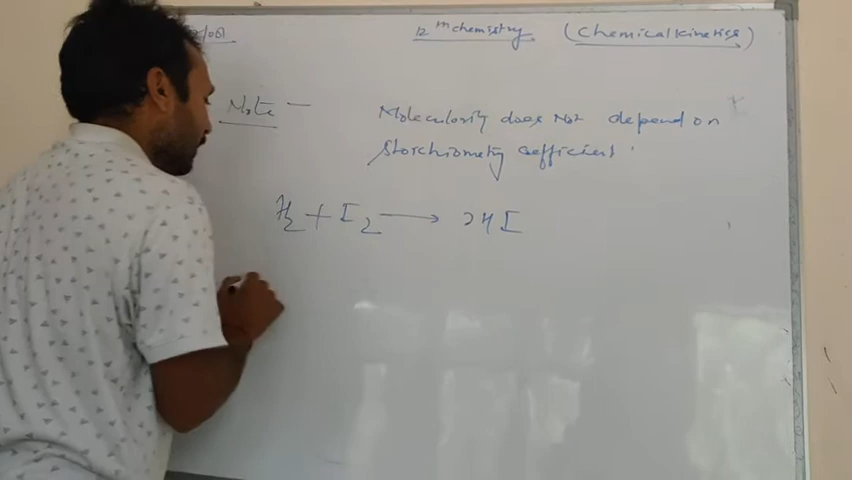 12th chemistry (Chemical kinetics)
Note — Molecularity does Not depend on
Stoichiometry coefficient.
H2 + I2 → 2HI